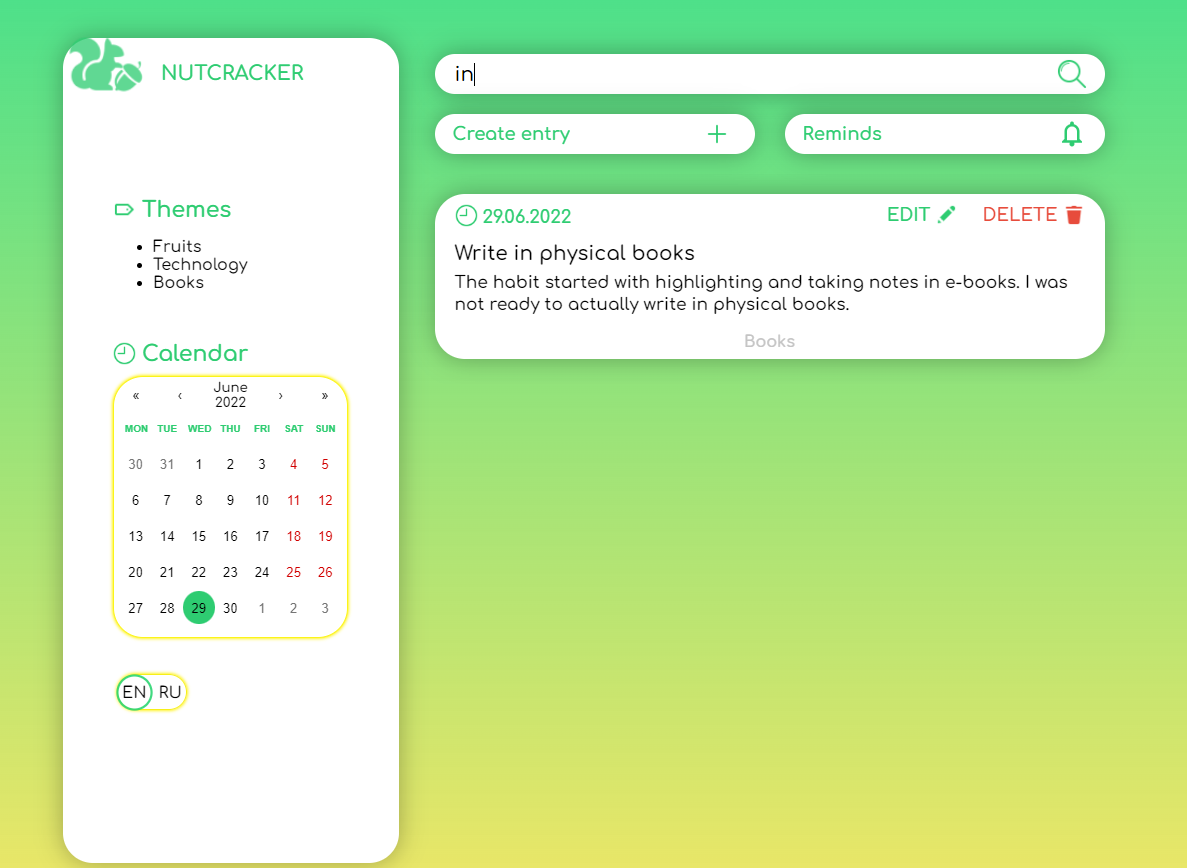 NUTCRACKER
Themes
Fruits
Technology
Books
Calendar
« ‹ June 2022 › »
MON TUE WED THU FRI SAT SUN
30 31 1 2 3 4 5
6 7 8 9 10 11 12
13 14 15 16 17 18 19
20 21 22 23 24 25 26
27 28 29 30 1 2 3
EN RU
in
Create entry
Reminds
29.06.2022 EDIT DELETE
Write in physical books
The habit started with highlighting and taking notes in e-books. I was
not ready to actually write in physical books.
Books